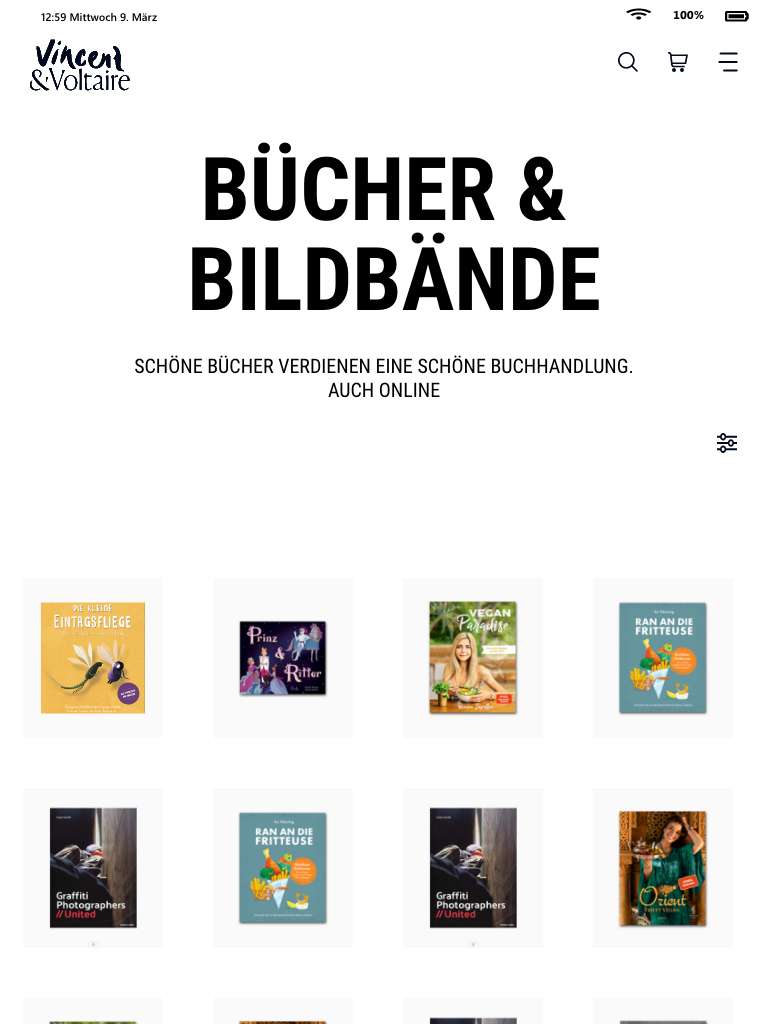 12:59 Mittwoch 9. März
100%
Vincent
&Voltaire
BÜCHER &
BILDBÄNDE
SCHÖNE BÜCHER VERDIENEN EINE SCHÖNE BUCHHANDLUNG.
AUCH ONLINE
DIE KLEINE
EINTAGSFLIEGE
Prinz
&
Ritter
VEGAN
Paradise
RAN AN DIE
FRITTEUSE
Graffiti
Photographers
//United
RAN AN DIE
FRITTEUSE
Graffiti
Photographers
//United
Orient